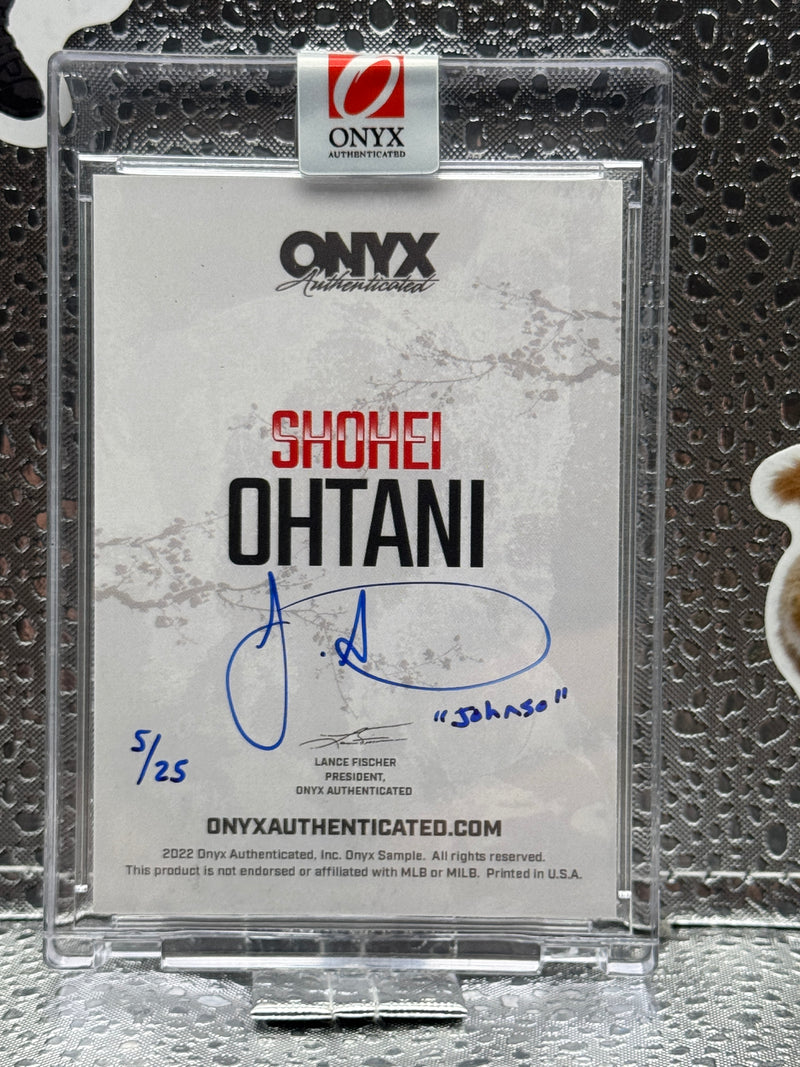 ONYX
AUTHENTICATED
ONYX
Authenticated
SHOHEI
OHTANI
J. S
"Johnso"
5/25
LANCE FISCHER
PRESIDENT,
ONYX AUTHENTICATED
ONYXAUTHENTICATED.COM
2022 Onyx Authenticated, Inc. Onyx Sample. All rights reserved.
This product is not endorsed or affiliated with MLB or MILB. Printed in U.S.A.